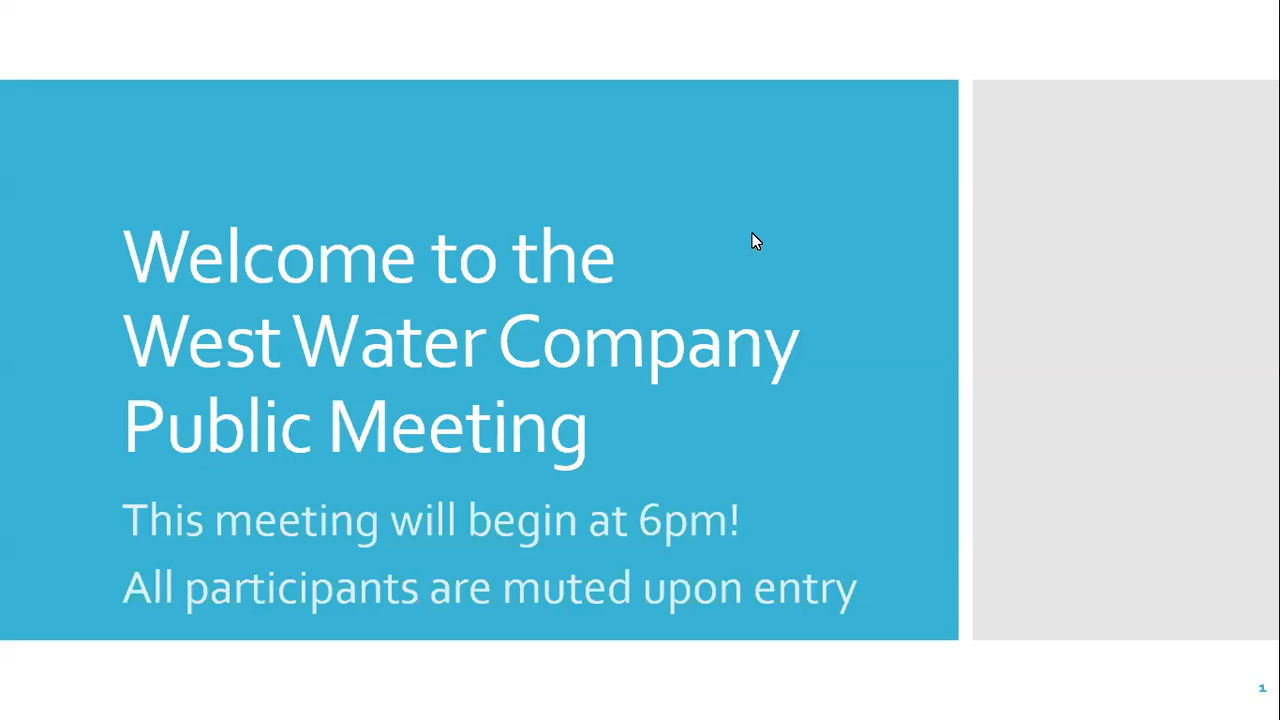 Welcome to the
West Water Company
Public Meeting
This meeting will begin at 6pm!
All participants are muted upon entry
1